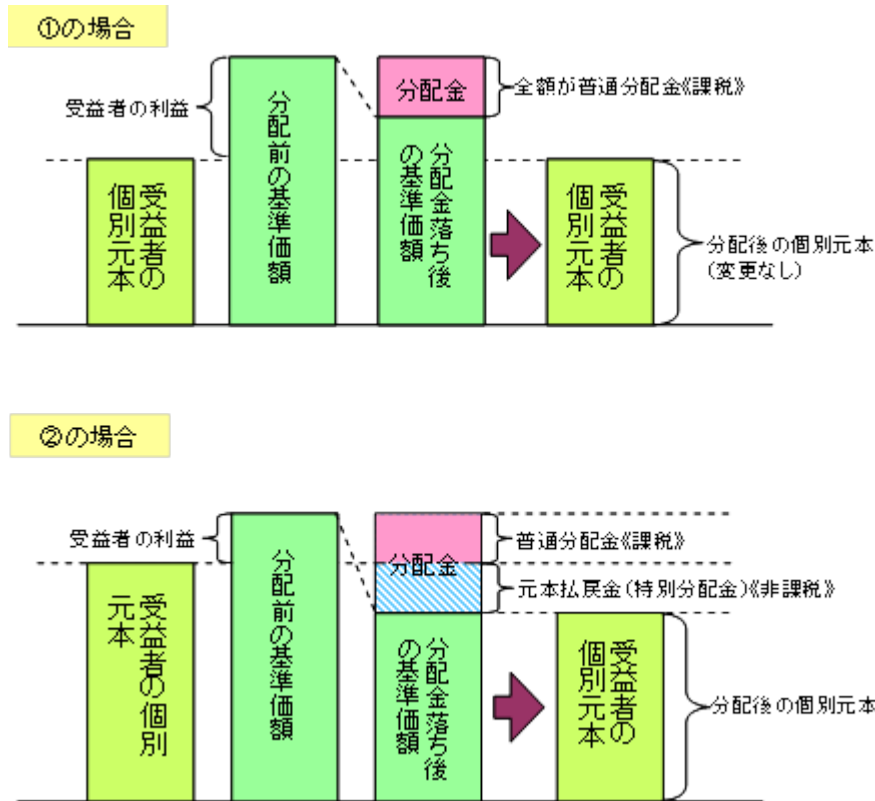 ①の場合
受益者の利益
分配前の基準価額
分配金
全額が普通分配金《課税》
受益者の
個別元本
分配金落ち後
の基準価額
受益者の
個別元本
分配後の個別元本
(変更なし)
②の場合
受益者の利益
分配前の基準価額
分配金
普通分配金《課税》
元本払戻金(特別分配金)《非課税》
受益者の個別
元本
分配金落ち後
の基準価額
受益者の
個別元本
分配後の個別元本